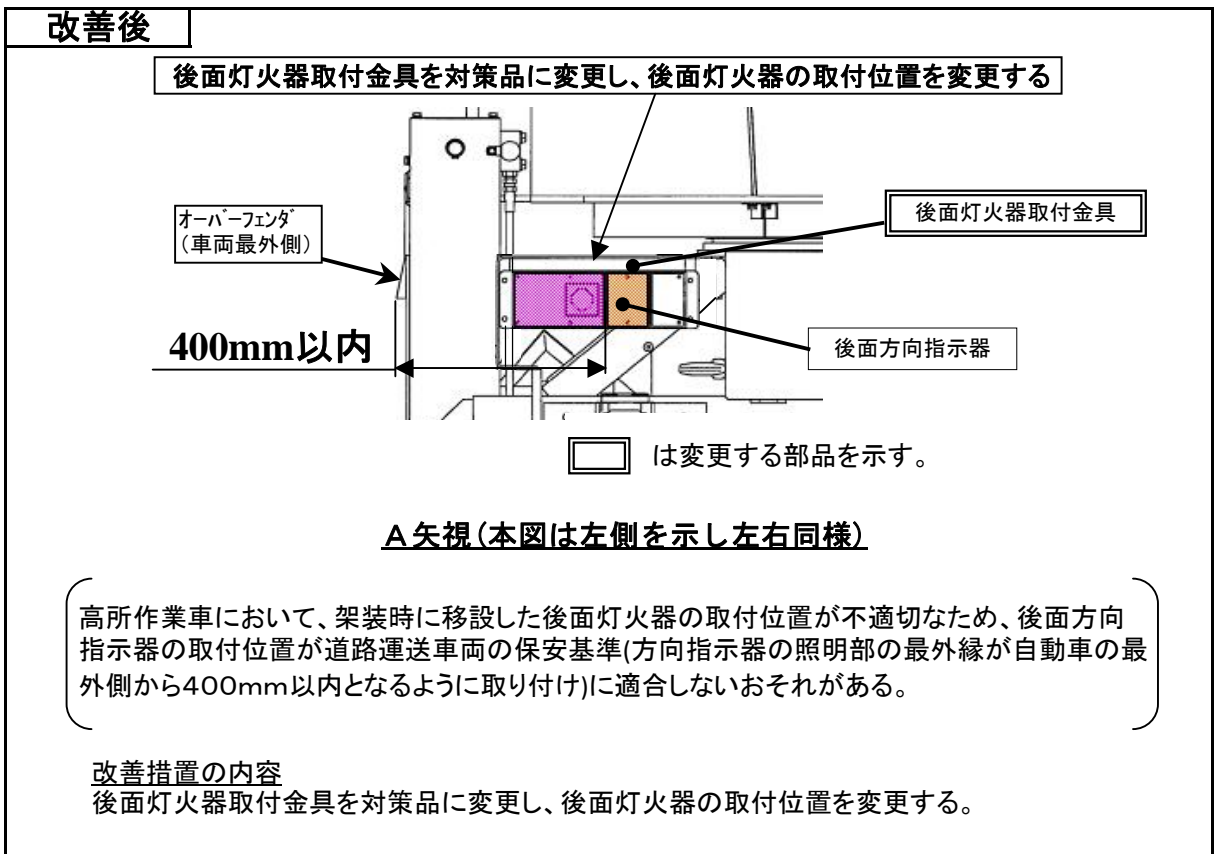 改善後
後面灯火器取付金具を対策品に変更し、後面灯火器の取付位置を変更する
オーバーフェンダ
(車両最外側)
後面灯火器取付金具
400mm以内
後面方向指示器
は変更する部品を示す。
A矢視(本図は左側を示し左右同様)
高所作業車において、架装時に移設した後面灯火器の取付位置が不適切なため、後面方向
指示器の取付位置が道路運送車両の保安基準(方向指示器の照明部の最外縁が自動車の最
外側から400mm以内となるように取り付け)に適合しないおそれがある。
改善措置の内容
後面灯火器取付金具を対策品に変更し、後面灯火器の取付位置を変更する。